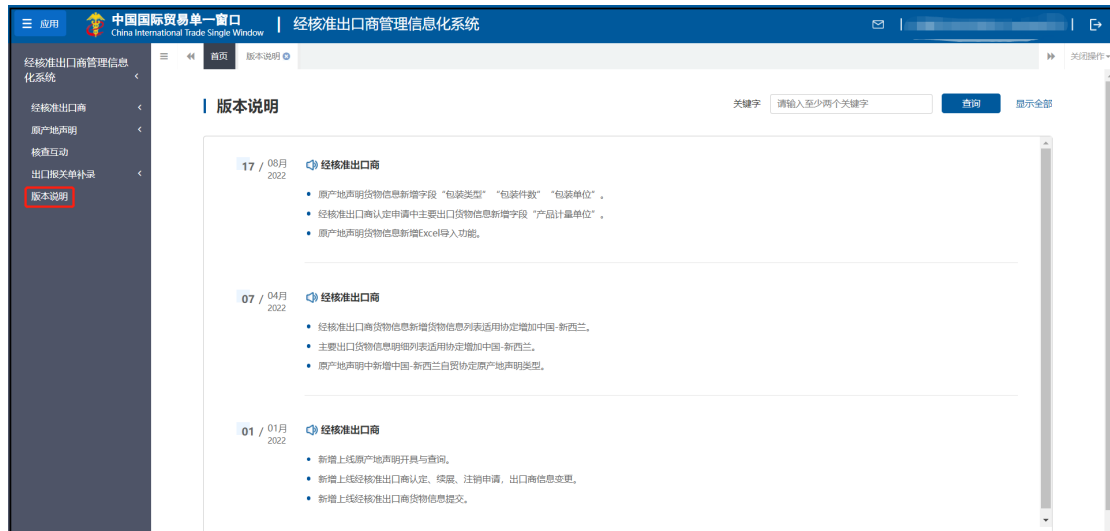 应用
中国国际贸易单一窗口
China International Trade Single Window
经核准出口商管理信息化系统
经核准出口商管理信息化系统
首页
版本说明
关闭操作
经核准出口商
原产地声明
核查互动
出口报关单补录
版本说明
版本说明
关键字
请输入至少两个关键字
查询
显示全部
17 / 08月 2022
经核准出口商
原产地声明货物信息新增字段“包装类型”“包装件数”“包装单位”。
经核准出口商认定申请中主要出口货物信息新增字段“产品计量单位”。
原产地声明货物信息新增Excel导入功能。
07 / 04月 2022
经核准出口商
经核准出口商货物信息新增货物信息列表适用协定增加中国-新西兰。
主要出口货物信息明细列表适用协定增加中国-新西兰。
原产地声明中新增中国-新西兰自贸协定原产地声明类型。
01 / 01月 2022
经核准出口商
新增上线原产地声明开具与查询。
新增上线经核准出口商认定、续展、注销申请，出口商信息变更。
新增上线经核准出口商货物信息提交。